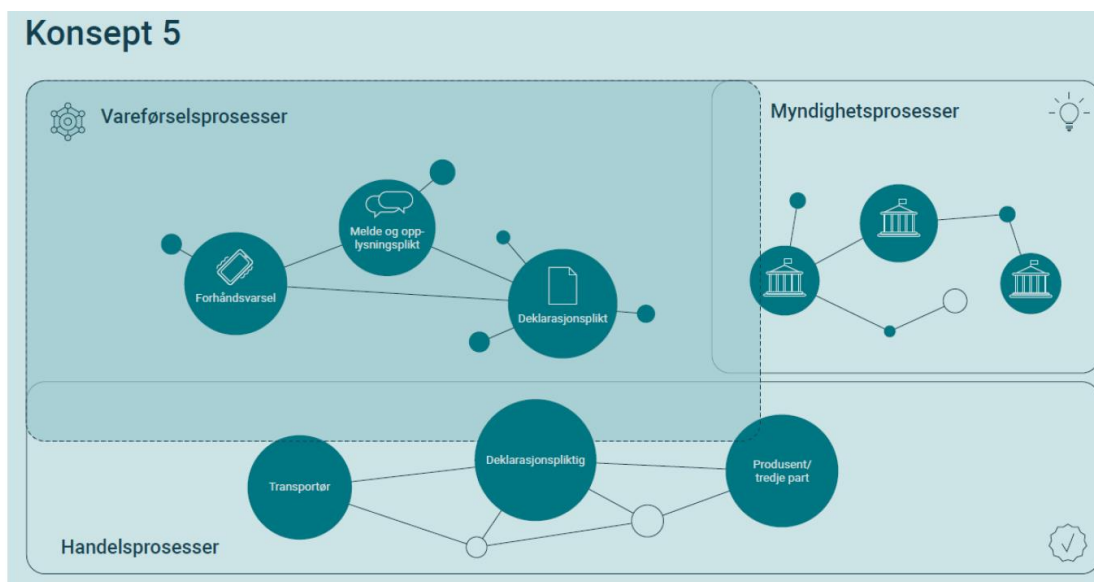 Konsept 5
Vareførselsprosesser
Myndighetsprosesser
Melde og opp-
lysningsplikt
Forhåndsvarsel
Deklarasjonsplikt
Deklarasjonspliktig
Produsent/
tredje part
Transportør
Handelsprosesser